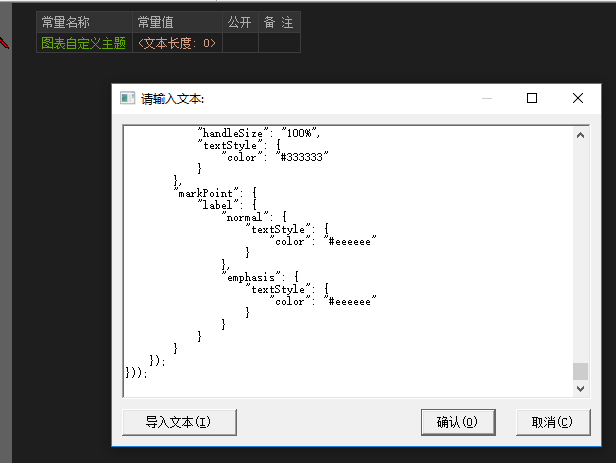 常量名称 常量值 公开 备 注
图表自定义主题 <文本长度: 0>
请输入文本:
"handleSize": "100%",
"textStyle": {
"color": "#333333"
}
},
"markPoint": {
"label": {
"normal": {
"textStyle": {
"color": "#eeeeee"
}
},
"emphasis": {
"textStyle": {
"color": "#eeeeee"
}
}
}
}
});
}));
导入文本(I) 确认(O) 取消(C)